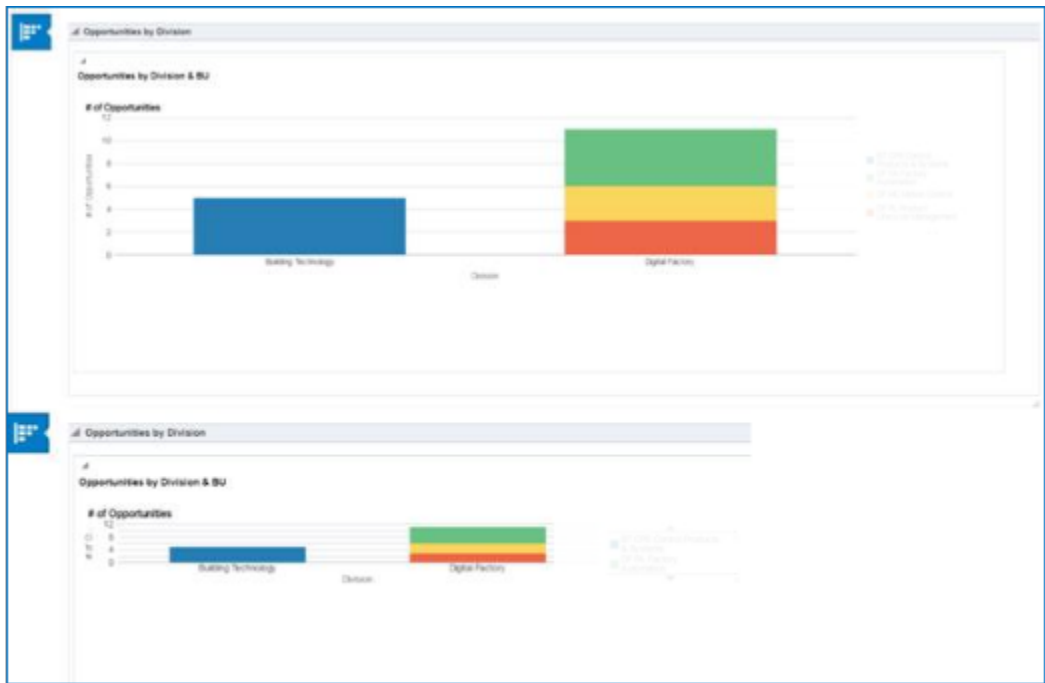 Opportunities by Division
Opportunities by Division & BU
# of Opportunities
12
10
8
6
4
2
0
# of Opportunities
Building Technology
Digital Factory
Division
Opportunities by Division
Opportunities by Division & BU
# of Opportunities
12
8
4
0
Building Technology
Digital Factory
Division